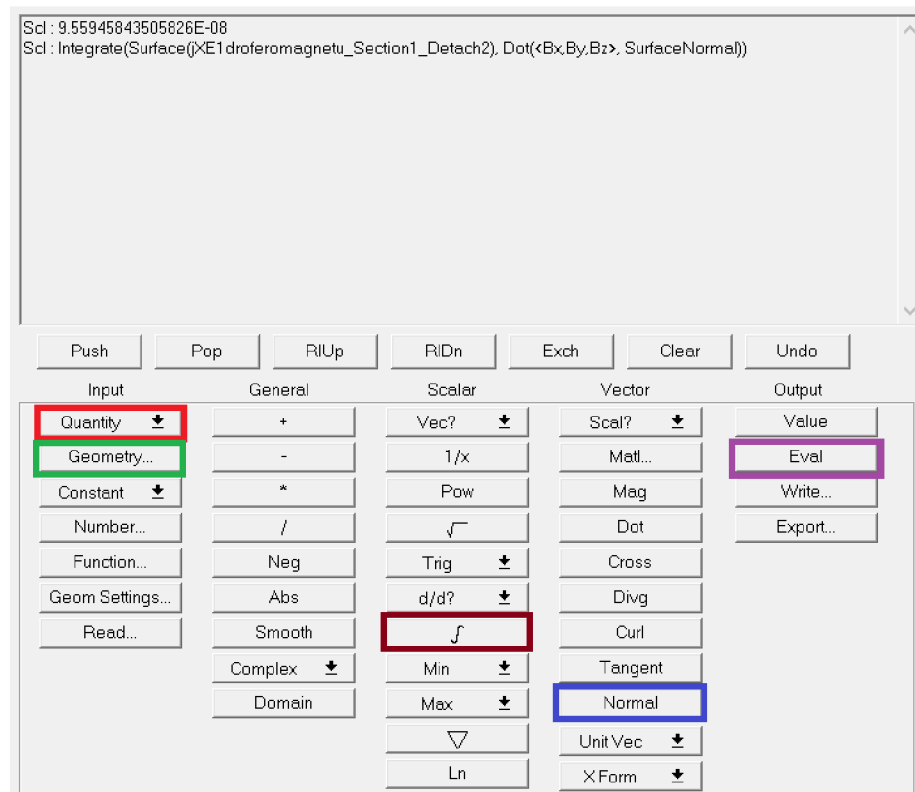 Scl : 9.55945843505826E-08
Scl : Integrate(Surface(jXE1droferomagnetu_Section1_Detach2), Dot(<Bx,By,Bz>, SurfaceNormal))
Push Pop RlUp RlDn Exch Clear Undo
Input General Scalar Vector Output
Quantity + Vec? Scal? Value
Geometry... - 1/x Matl... Eval
Constant * Pow Mag Write...
Number... / √ Dot Export...
Function... Neg Trig Cross
Geom Settings... Abs d/d? Divg
Read... Smooth ∫ Curl
Complex Min Tangent
Domain Max Normal
▽ Unit Vec
Ln X Form